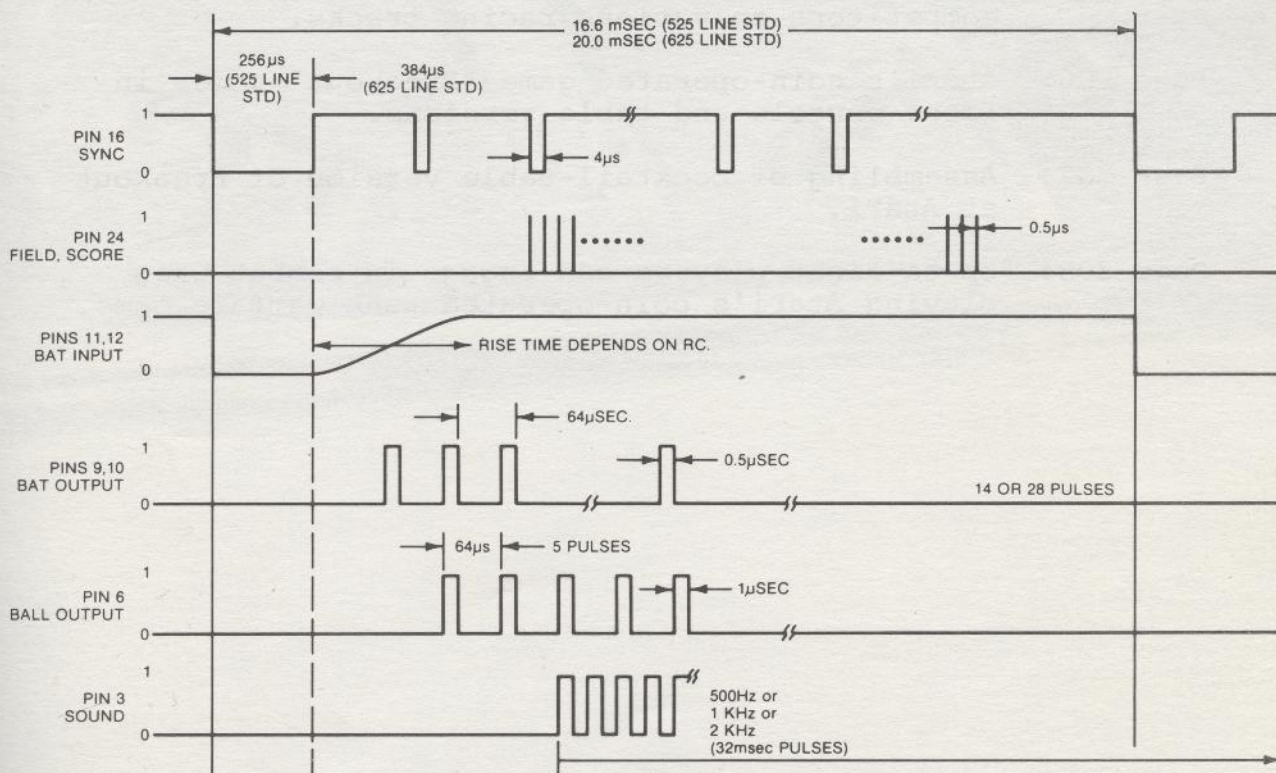 16.6 mSEC (525 LINE STD)
20.0 mSEC (625 LINE STD)
256µs
(525 LINE
STD)
384µs
(625 LINE STD)
1
PIN 16
SYNC
0
4µs
1
PIN 24
FIELD, SCORE
0
0.5µs
1
PINS 11,12
BAT INPUT
0
RISE TIME DEPENDS ON RC.
64µSEC.
1
PINS 9,10
BAT OUTPUT
0
0.5µSEC
14 OR 28 PULSES
64µs
5 PULSES
1
PIN 6
BALL OUTPUT
0
1µSEC
1
PIN 3
SOUND
0
500Hz or
1 KHz or
2 KHz
(32msec PULSES)